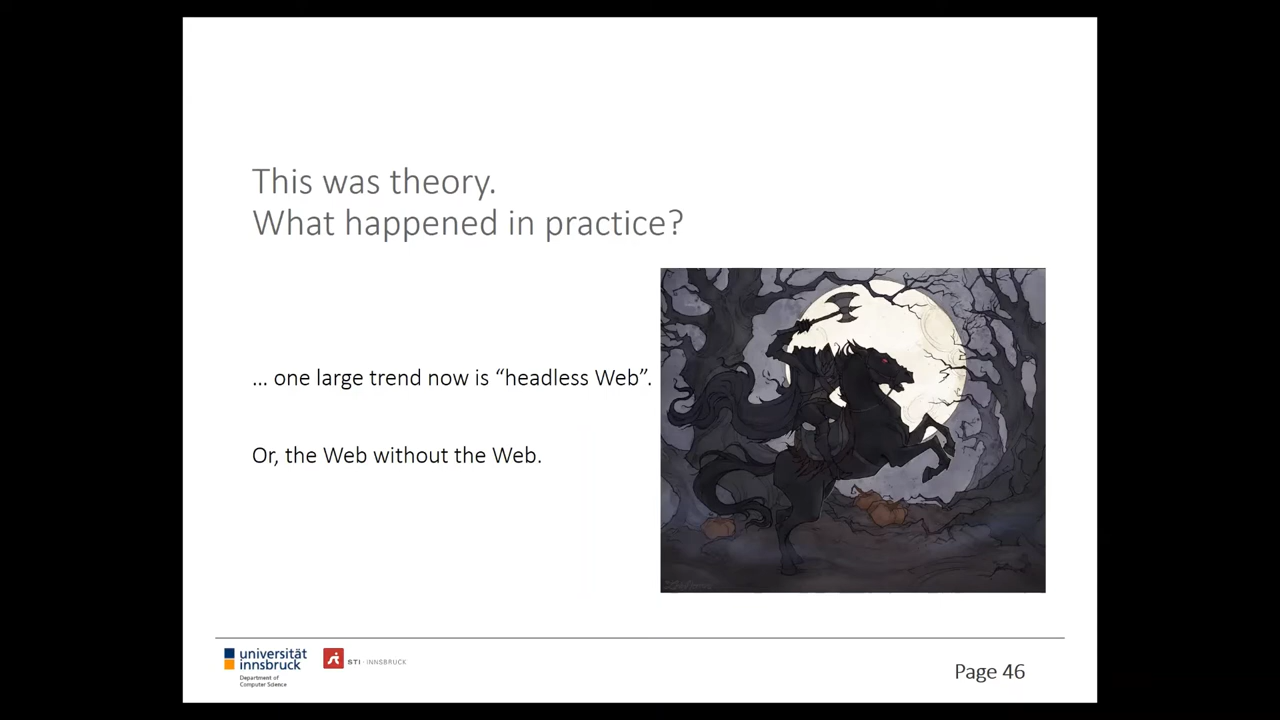 This was theory.
What happened in practice?
... one large trend now is “headless Web”.
Or, the Web without the Web.
universität
innsbruck
Department of
Computer Science
STI · INNSBRUCK
Page 46